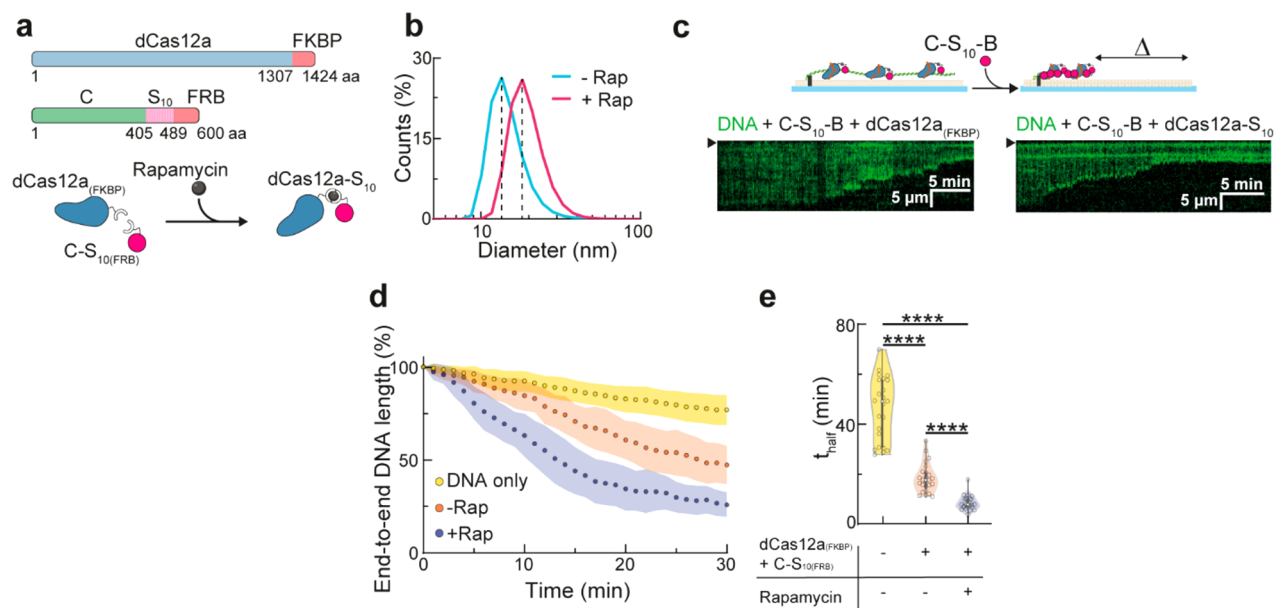 a
dCas12a FKBP
1 1307 1424 aa
C S10 FRB
1 405 489 600 aa
Rapamycin
dCas12a(FKBP)
dCas12a-S10
C-S10(FRB)
b
Counts (%)
30
15
0
- Rap
+ Rap
10 100
Diameter (nm)
c
C-S10-B
Δ
DNA + C-S10-B + dCas12a(FKBP)
5 min
5 µm
DNA + C-S10-B + dCas12a-S10
5 min
5 µm
d
End-to-end DNA length (%)
100
50
0
DNA only
-Rap
+Rap
0 10 20 30
Time (min)
e
thalf (min)
80
40
0
****
****
****
dCas12a(FKBP)
+ C-S10(FRB)
- + +
Rapamycin - - +